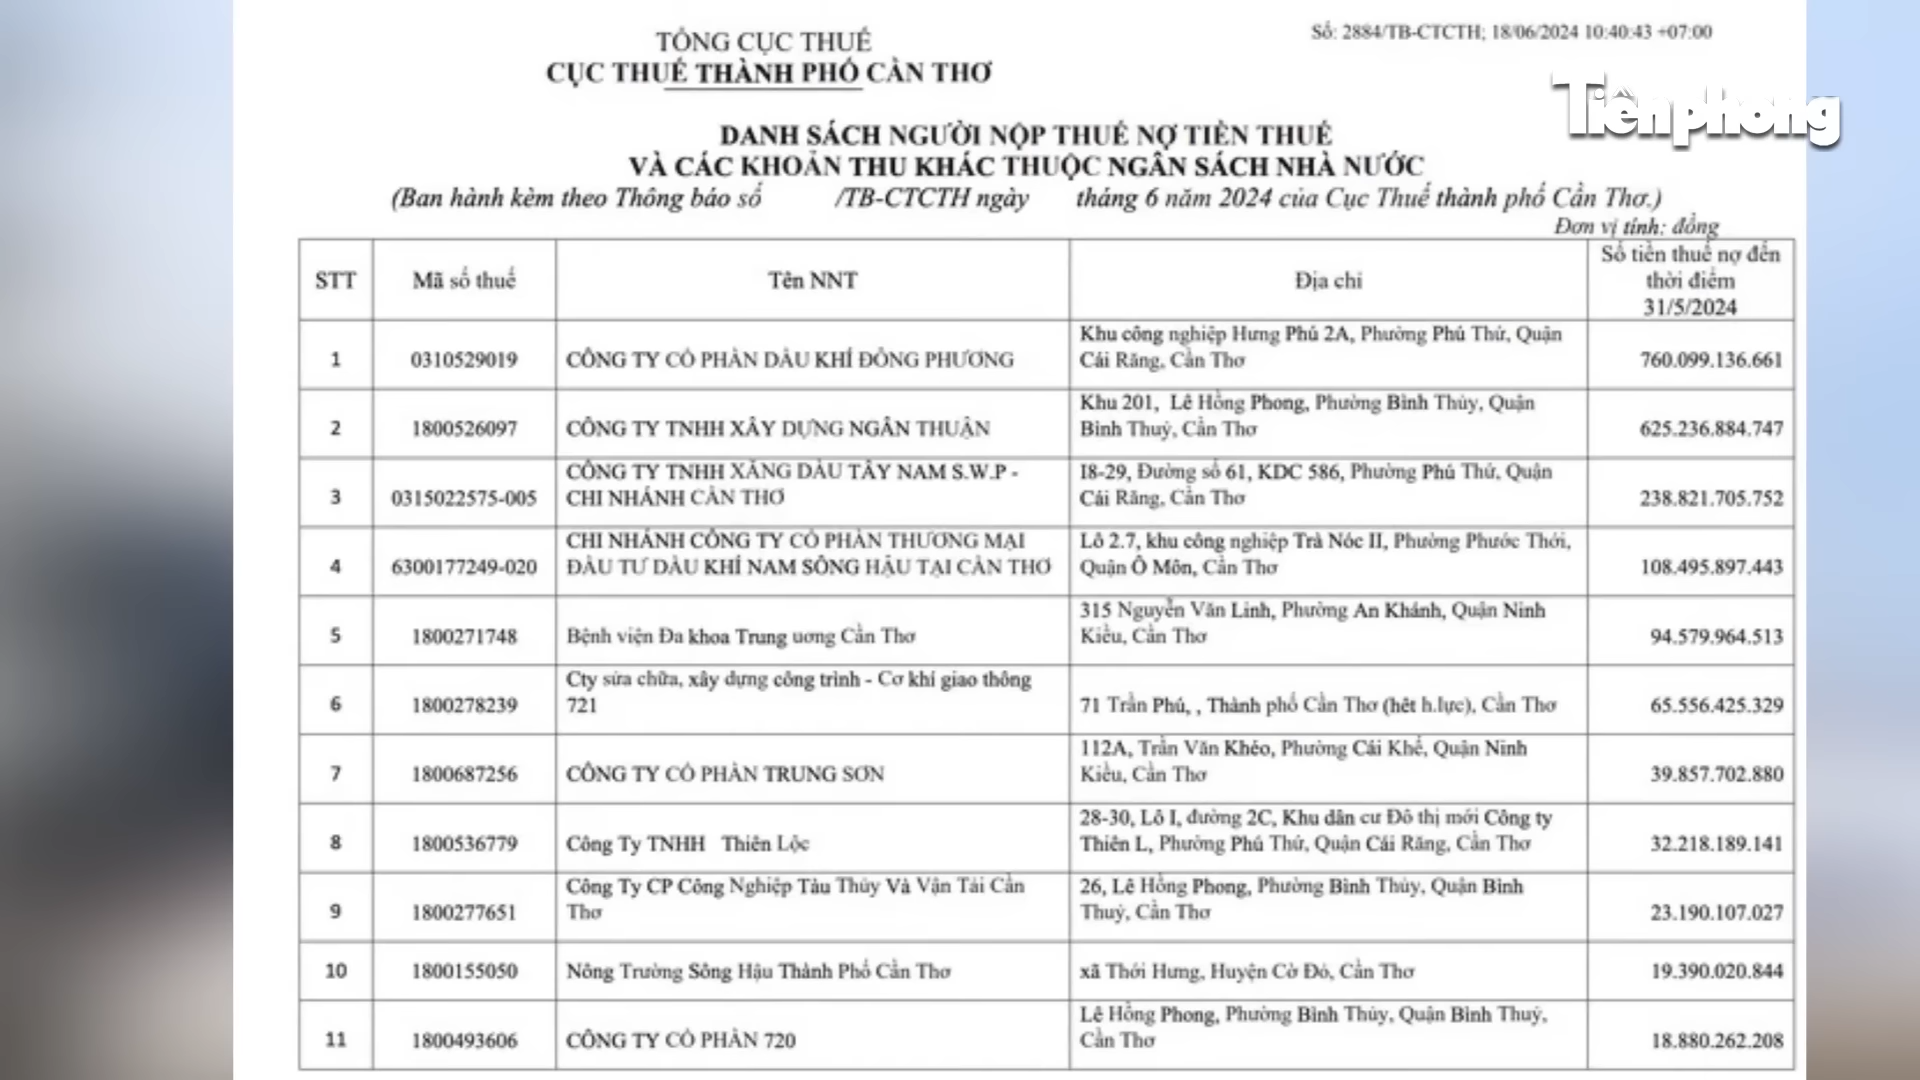 TỔNG CỤC THUẾ
CỤC THUẾ THÀNH PHỐ CẦN THƠ
Số: 2884/TB-CTCTH; 18/06/2024 10:40:43 +07:00
Tiền phong
DANH SÁCH NGƯỜI NỘP THUẾ NỢ TIỀN THUẾ
VÀ CÁC KHOẢN THU KHÁC THUỘC NGÂN SÁCH NHÀ NƯỚC
(Ban hành kèm theo Thông báo số /TB-CTCTH ngày tháng 6 năm 2024 của Cục Thuế thành phố Cần Thơ.)
Đơn vị tính: đồng
STT Mã số thuế Tên NNT Địa chỉ Số tiền thuế nợ đến
thời điểm
31/5/2024
1 0310529019 CÔNG TY CỔ PHẦN DẦU KHÍ ĐÔNG PHƯƠNG Khu công nghiệp Hưng Phú 2A, Phường Phú Thứ, Quận
Cái Răng, Cần Thơ 760.099.136.661
2 1800526097 CÔNG TY TNHH XÂY DỰNG NGÂN THUẬN Khu 201, Lê Hồng Phong, Phường Bình Thủy, Quận
Bình Thuỷ, Cần Thơ 625.236.884.747
3 0315022575-005 CÔNG TY TNHH XĂNG DẦU TÂY NAM S.W.P -
CHI NHÁNH CẦN THƠ I8-29, Đường số 61, KDC 586, Phường Phú Thứ, Quận
Cái Răng, Cần Thơ 238.821.705.752
4 6300177249-020 CHI NHÁNH CÔNG TY CỔ PHẦN THƯƠNG MẠI
ĐẦU TƯ DẦU KHÍ NAM SÔNG HẬU TẠI CẦN THƠ Lô 2.7, khu công nghiệp Trà Nóc II, Phường Phước Thới,
Quận Ô Môn, Cần Thơ 108.495.897.443
5 1800271748 Bệnh viện Đa khoa Trung ương Cần Thơ 315 Nguyễn Văn Linh, Phường An Khánh, Quận Ninh
Kiều, Cần Thơ 94.579.964.513
6 1800278239 Cty sửa chữa, xây dựng công trình - Cơ khí giao thông
721 71 Trần Phú, , Thành phố Cần Thơ (hêt h.lực), Cần Thơ 65.556.425.329
7 1800687256 CÔNG TY CỔ PHẦN TRUNG SƠN 112A, Trần Văn Khéo, Phường Cái Khế, Quận Ninh
Kiều, Cần Thơ 39.857.702.880
8 1800536779 Công Ty TNHH Thiên Lộc 28-30, Lô I, đường 2C, Khu dân cư Đô thị mới Công ty
Thiên L, Phường Phú Thứ, Quận Cái Răng, Cần Thơ 32.218.189.141
9 1800277651 Công Ty CP Công Nghiệp Tàu Thủy Và Vận Tải Cần
Thơ 26, Lê Hồng Phong, Phường Bình Thủy, Quận Bình
Thuỷ, Cần Thơ 23.190.107.027
10 1800155050 Nông Trường Sông Hậu Thành Phố Cần Thơ xã Thới Hưng, Huyện Cờ Đỏ, Cần Thơ 19.390.020.844
11 1800493606 CÔNG TY CỔ PHẦN 720 Lê Hồng Phong, Phường Bình Thủy, Quận Bình Thuỷ,
Cần Thơ 18.880.262.208